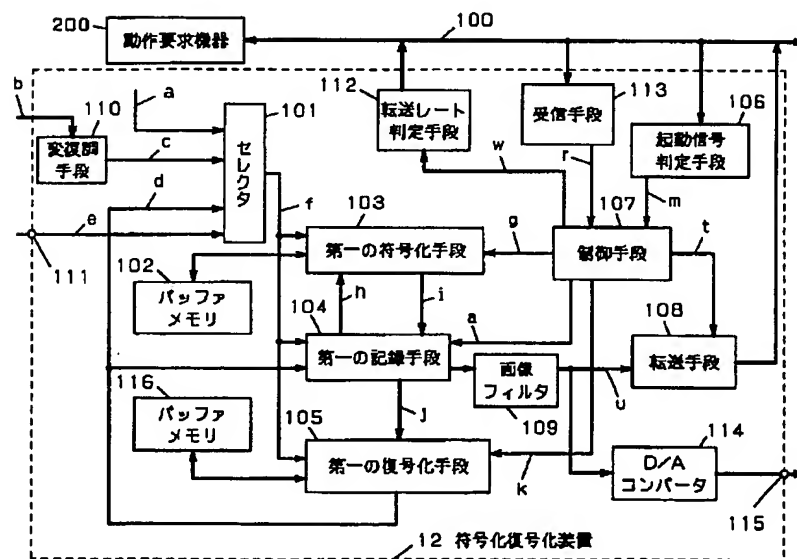 200
動作要求機器
100
b
a
110
変復調
手段
c
d
e
111
101
セレクタ
f
112
転送レート
判定手段
w
受信手段
113
r
起動信号
判定手段
106
m
103
第一の符号化手段
g
107
制御手段
t
102
バッファ
メモリ
h
i
104
第一の記録手段
a
108
転送手段
画像
フィルタ
109
u
116
バッファ
メモリ
j
105
第一の復号化手段
k
114
D/A
コンバータ
115
12 符号化復号化装置